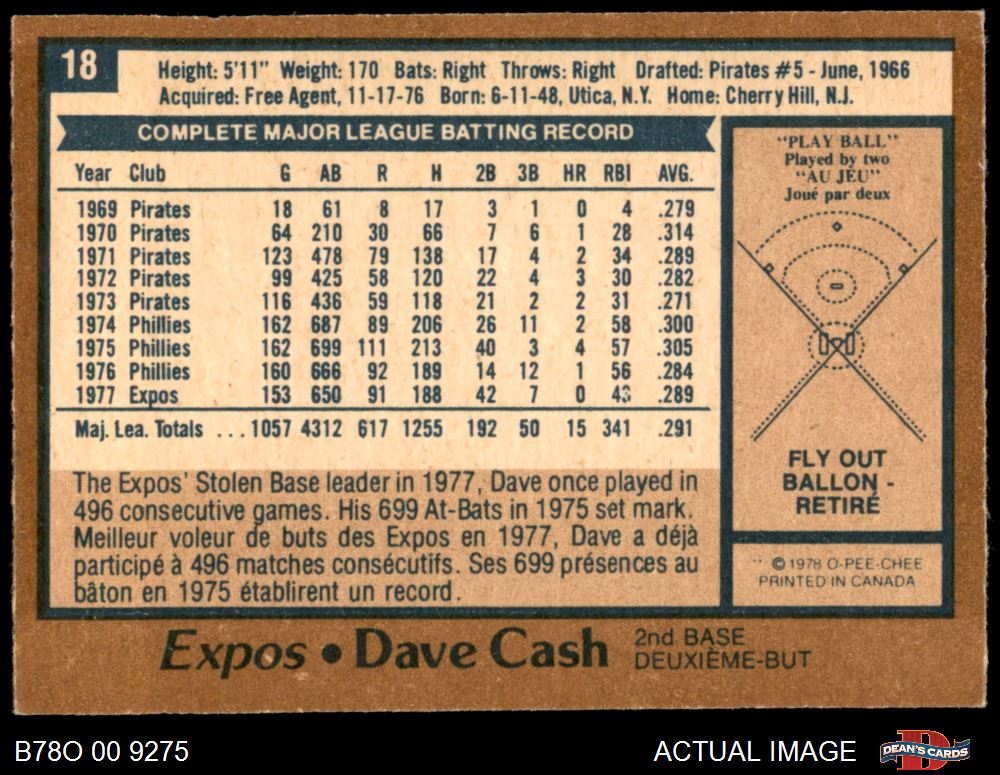 18
Height: 5'11" Weight: 170 Bats: Right Throws: Right Drafted: Pirates #5 - June, 1966
Acquired: Free Agent, 11-17-76 Born: 6-11-48, Utica, N.Y. Home: Cherry Hill, N.J.
COMPLETE MAJOR LEAGUE BATTING RECORD
Year Club G AB R H 2B 3B HR RBI AVG.
1969 Pirates 18 61 8 17 3 1 0 4 .279
1970 Pirates 64 210 30 66 7 6 1 28 .314
1971 Pirates 123 478 79 138 17 4 2 34 .289
1972 Pirates 99 425 58 120 22 4 3 30 .282
1973 Pirates 116 436 59 118 21 2 2 31 .271
1974 Phillies 162 687 89 206 26 11 2 58 .300
1975 Phillies 162 699 111 213 40 3 4 57 .305
1976 Phillies 160 666 92 189 14 12 1 56 .284
1977 Expos 153 650 91 188 42 7 0 43 .289
Maj. Lea. Totals ... 1057 4312 617 1255 192 50 15 341 .291
The Expos' Stolen Base leader in 1977, Dave once played in
496 consecutive games. His 699 At-Bats in 1975 set mark.
Meilleur voleur de buts des Expos en 1977, Dave a déjà
participé à 496 matches consécutifs. Ses 699 présences au
bâton en 1975 établirent un record.
"PLAY BALL"
Played by two
"AU JEU"
Joué par deux
FLY OUT
BALLON -
RETIRÉ
© 1978 O-PEE-CHEE
PRINTED IN CANADA
Expos • Dave Cash
2nd BASE
DEUXIÈME-BUT
B78O 00 9275
ACTUAL IMAGE
DEAN'S CARDS